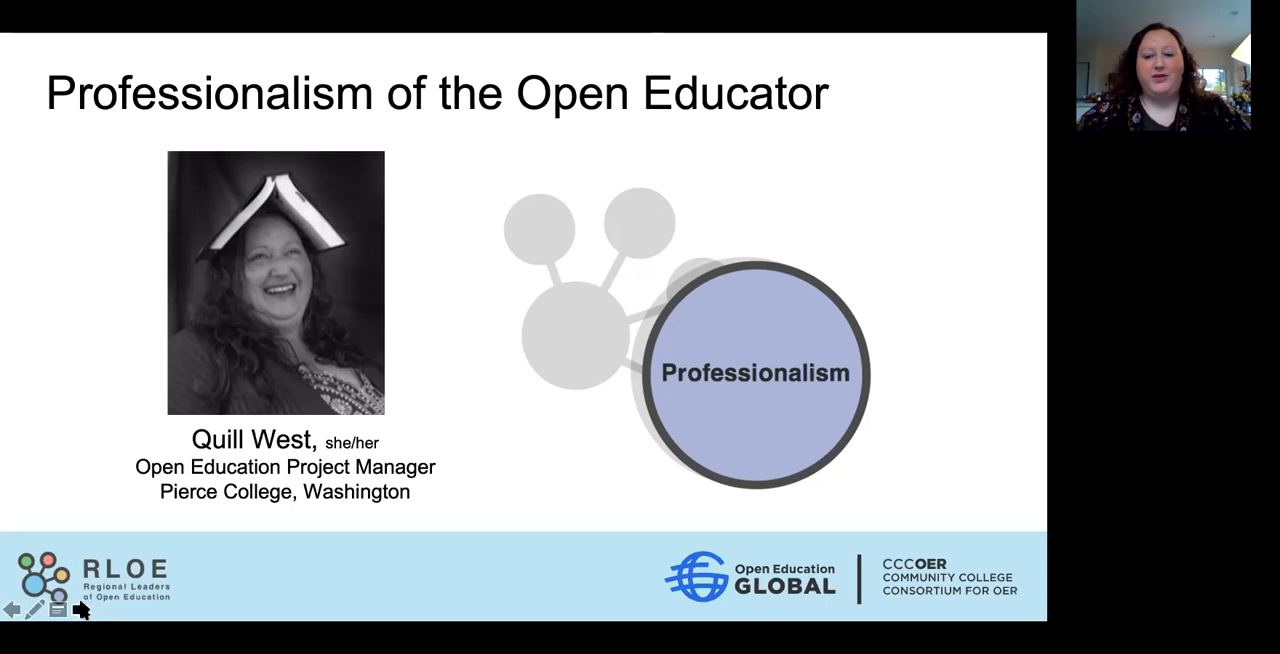 Professionalism of the Open Educator
Professionalism
Quill West, she/her
Open Education Project Manager
Pierce College, Washington
RLOE
Regional Leaders
of Open Education
Open Education
GLOBAL
CCCOER
COMMUNITY COLLEGE
CONSORTIUM FOR OER